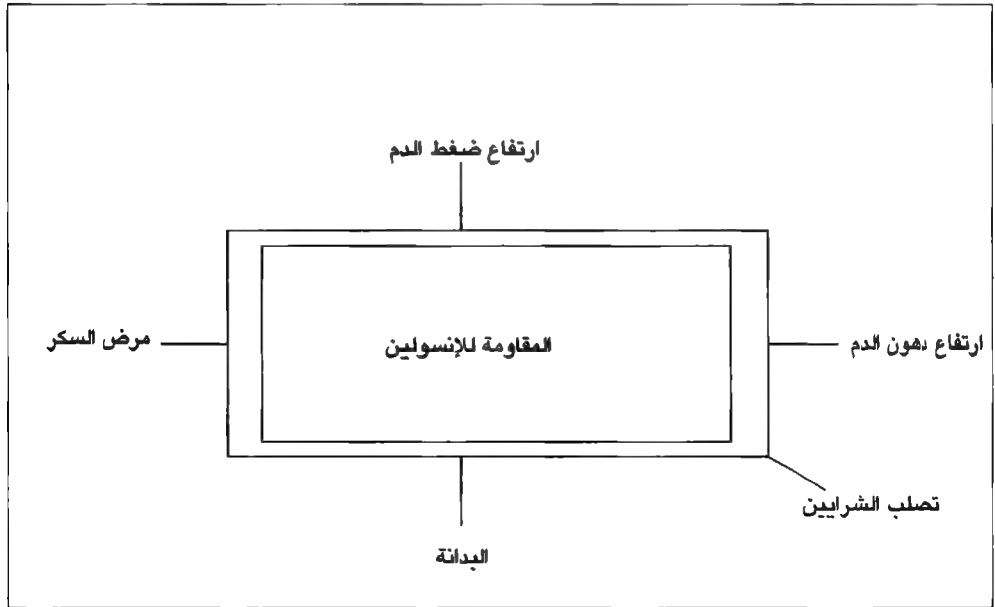 ارتفاع ضغط الدم
ارتفاع دهون الدم
المقاومة للإنسولين
مرض السكر
تصلب الشرايين
البدانة